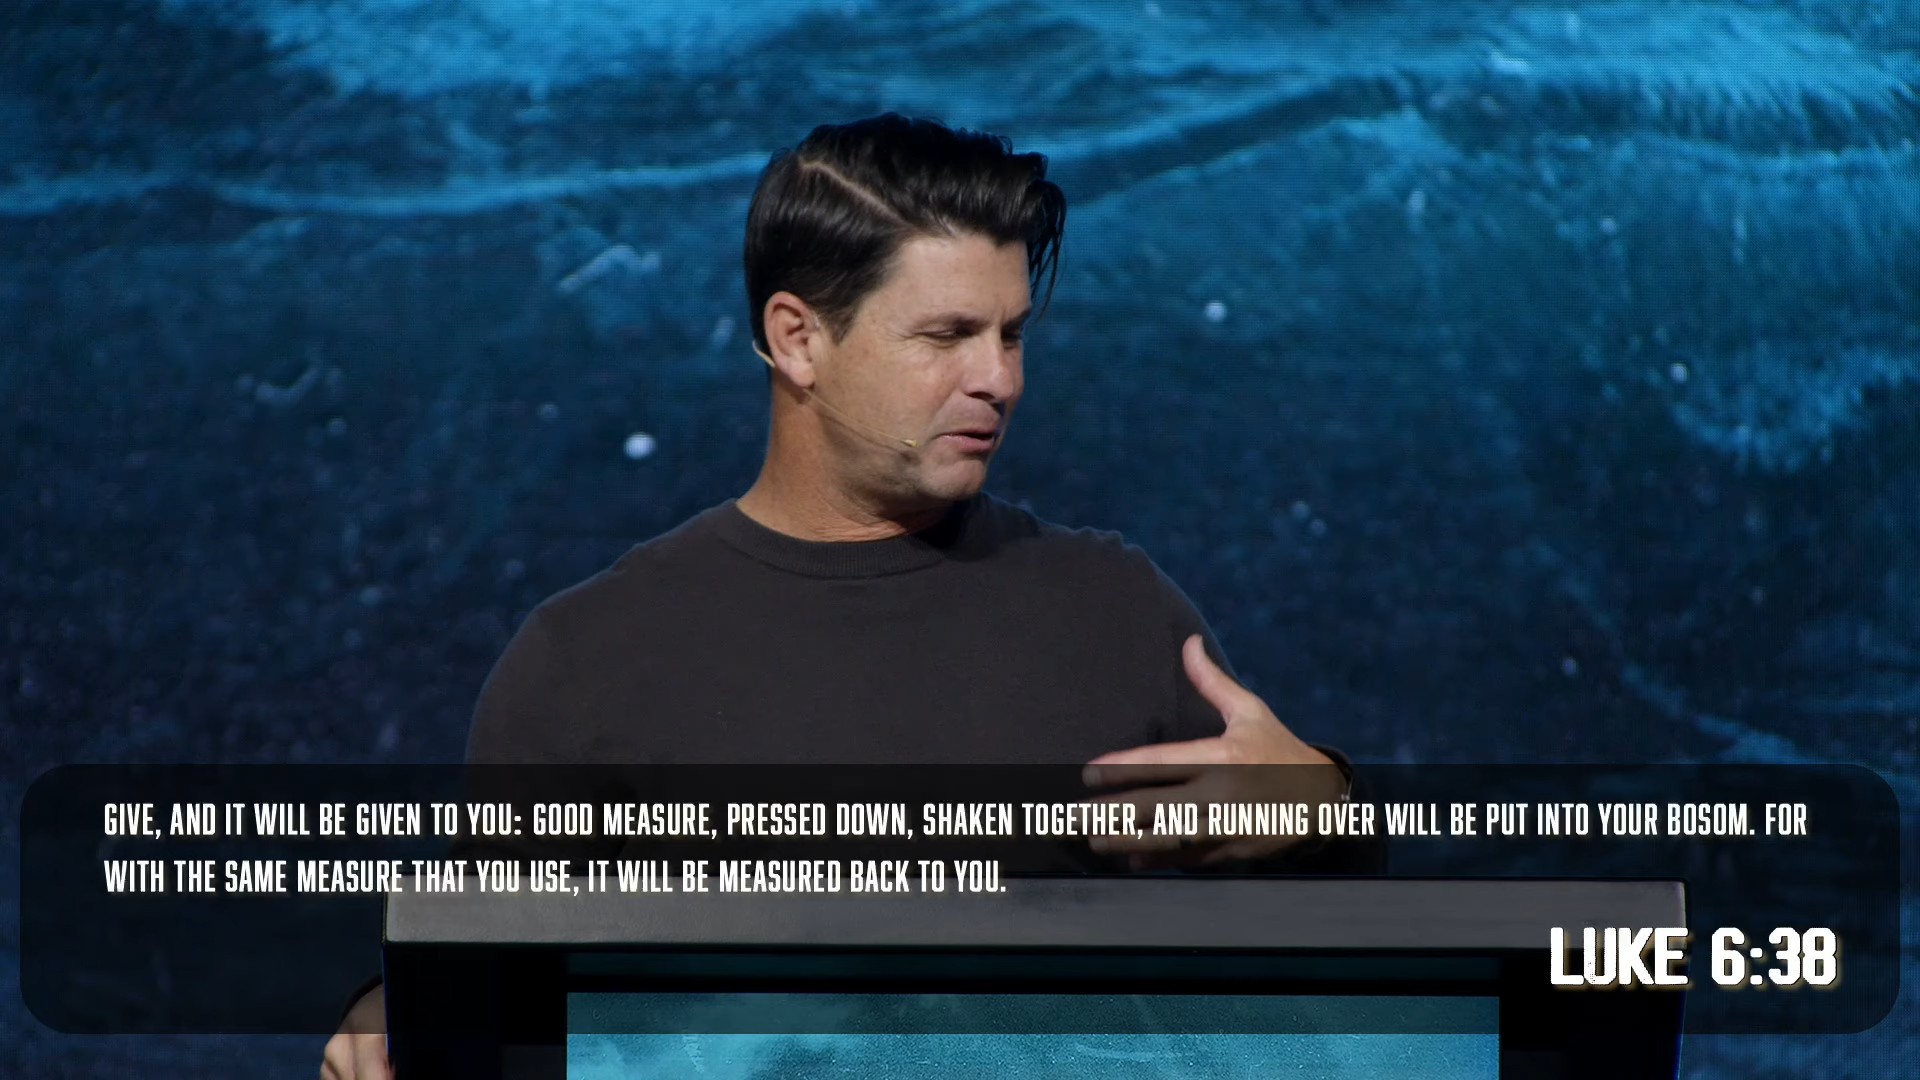 GIVE, AND IT WILL BE GIVEN TO YOU: GOOD MEASURE, PRESSED DOWN, SHAKEN TOGETHER, AND RUNNING OVER WILL BE PUT INTO YOUR BOSOM. FOR
WITH THE SAME MEASURE THAT YOU USE, IT WILL BE MEASURED BACK TO YOU.
LUKE 6:38